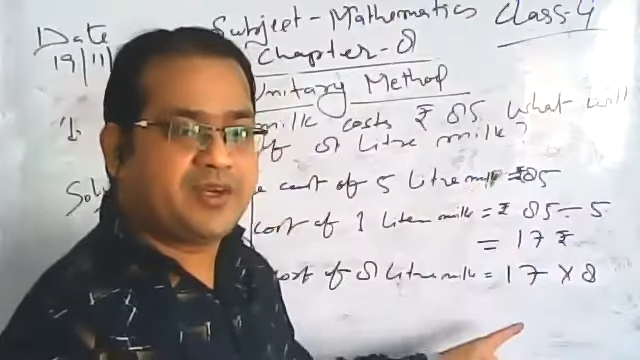 Date Subject - Mathematics Class-4
19/11/ Chapter-8
Unitary Method
1. milk costs ₹ 85 what will
of 8 litre milk?
Solu cost of 5 Litre milk = ₹85
cost of 1 liter milk = ₹ 85÷5
= 17 ₹
cost of 8 litre milk = 17 × 8